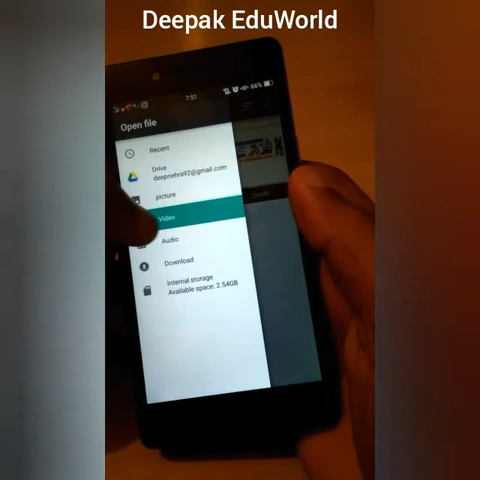 Deepak EduWorld
7:51
66%
Open file
Recent
Drive
deepnehra92@gmail.com
picture
Video
Audio
Download
Internal storage
Available space: 2.54GB